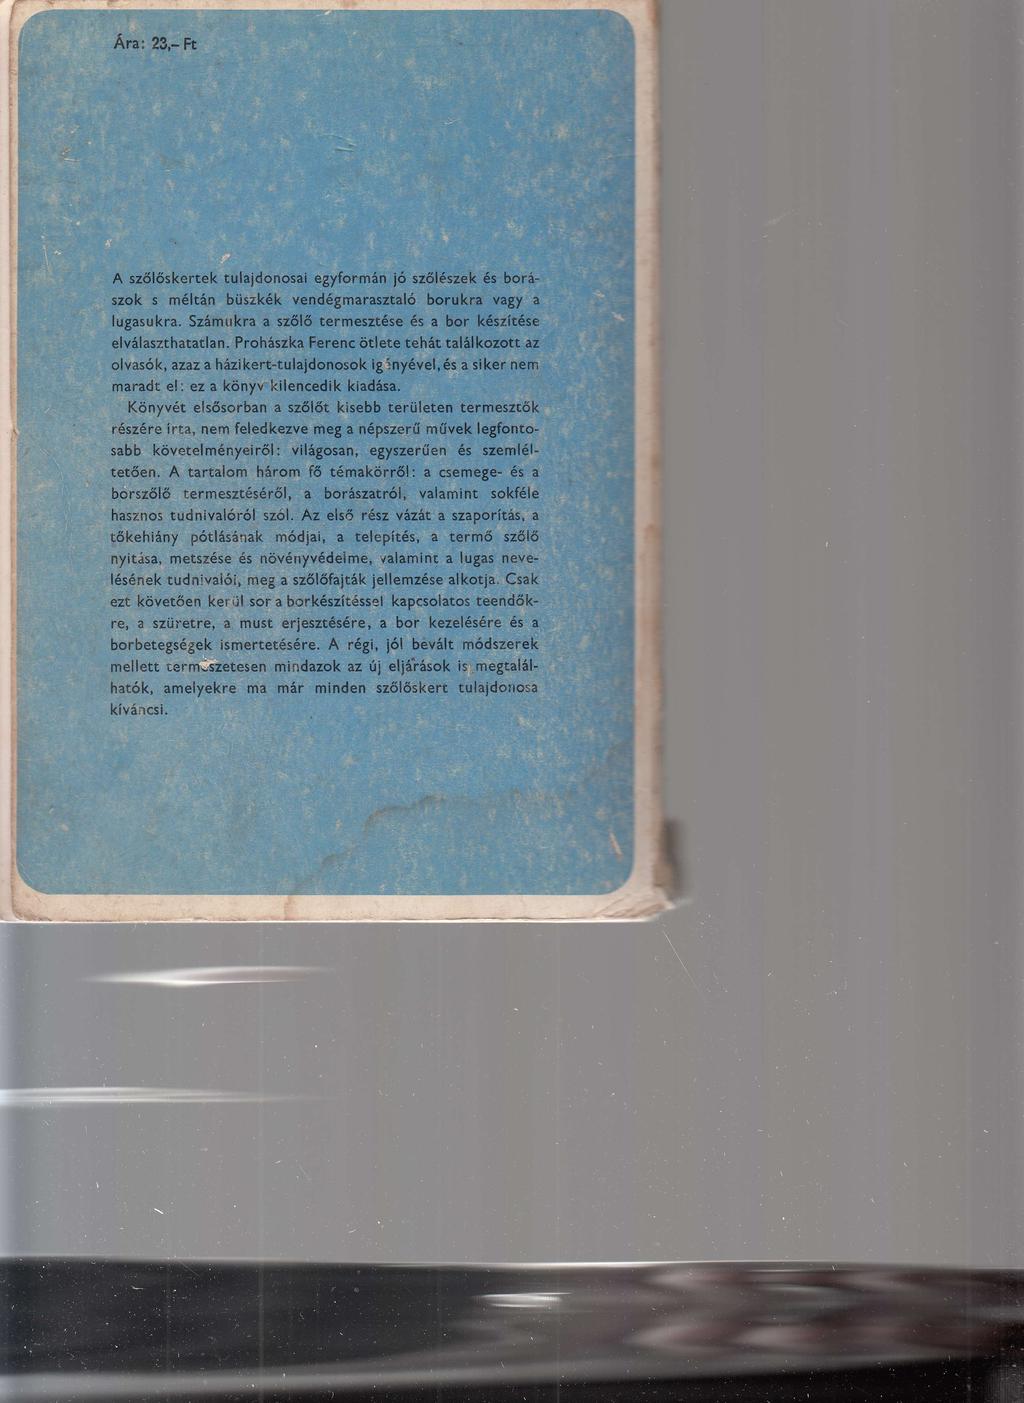 Ára: 23,– Ft
A szőlőskertek tulajdonosai egyformán jó szőlészek és borá-
szok s méltán büszkék vendégmarasztaló borukra vagy a
lugasukra. Számukra a szőlő termesztése és a bor készítése
elválaszthatatlan. Prohászka Ferenc ötlete tehát találkozott az
olvasók, azaz a házikert-tulajdonosok igényével, és a siker nem
maradt el: ez a könyv kilencedik kiadása.
Könyvét elsősorban a szőlőt kisebb területen termesztők
részére írta, nem feledkezve meg a népszerű művek legfonto-
sabb követelményeiről: világosan, egyszerűen és szemlél-
tetően. A tartalom három fő témakörről: a csemege- és a
borszőlő termesztéséről, a borászatról, valamint sokféle
hasznos tudnivalóról szól. Az első rész vázát a szaporítás, a
tőkehiány pótlásának módjai, a telepítés, a termő szőlő
nyitása, metszése és növényvédelme, valamint a lugas neve-
lésének tudnivalói, meg a szőlőfajták jellemzése alkotja. Csak
ezt követően kerül sor a borkészítéssel kapcsolatos teendők-
re, a szüretre, a must erjesztésére, a bor kezelésére és a
borbetegségek ismertetésére. A régi, jól bevált módszerek
mellett természetesen mindazok az új eljárások is megtalál-
hatók, amelyekre ma már minden szőlőskert tulajdonosa
kíváncsi.